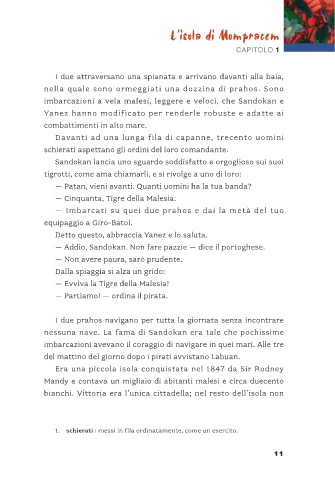 L'isola di Mompracem
CAPITOLO 1
I due attraversano una spianata e arrivano davanti alla baia,
nella quale sono ormeggiati una dozzina di prahos. Sono
imbarcazioni a vela malesi, leggere e veloci, che Sandokan e
Yanez hanno modificato per renderle robuste e adatte ai
combattimenti in alto mare.
Davanti ad una lunga fila di capanne, trecento uomini
schierati aspettano gli ordini del loro comandante.
Sandokan lancia uno sguardo soddisfatto e orgoglioso sui suoi
tigrotti, come ama chiamarli, e si rivolge a uno di loro:
— Patan, vieni avanti. Quanti uomini ha la tua banda?
— Cinquanta, Tigre della Malesia.
— Imbarcati su quei due prahos e dai la metà del tuo
equipaggio a Giro-Batol.
Detto questo, abbraccia Yanez e lo saluta.
— Addio, Sandokan. Non fare pazzie — dice il portoghese.
— Non avere paura, sarò prudente.
Dalla spiaggia si alza un grido:
— Evviva la Tigre della Malesia!
— Partiamo! — ordina il pirata.
I due prahos navigano per tutta la giornata senza incontrare
nessuna nave. La fama di Sandokan era tale che pochissime
imbarcazioni avevano il coraggio di navigare in quei mari. Alle tre
del mattino del giorno dopo i pirati avvistano Labuan.
Era una piccola isola conquistata nel 1847 da Sir Rodney
Mandy e contava un migliaio di abitanti malesi e circa duecento
bianchi. Vittoria era l'unica cittadella; nel resto dell'isola non
1. schierati : messi in fila ordinatamente, come un esercito.
11